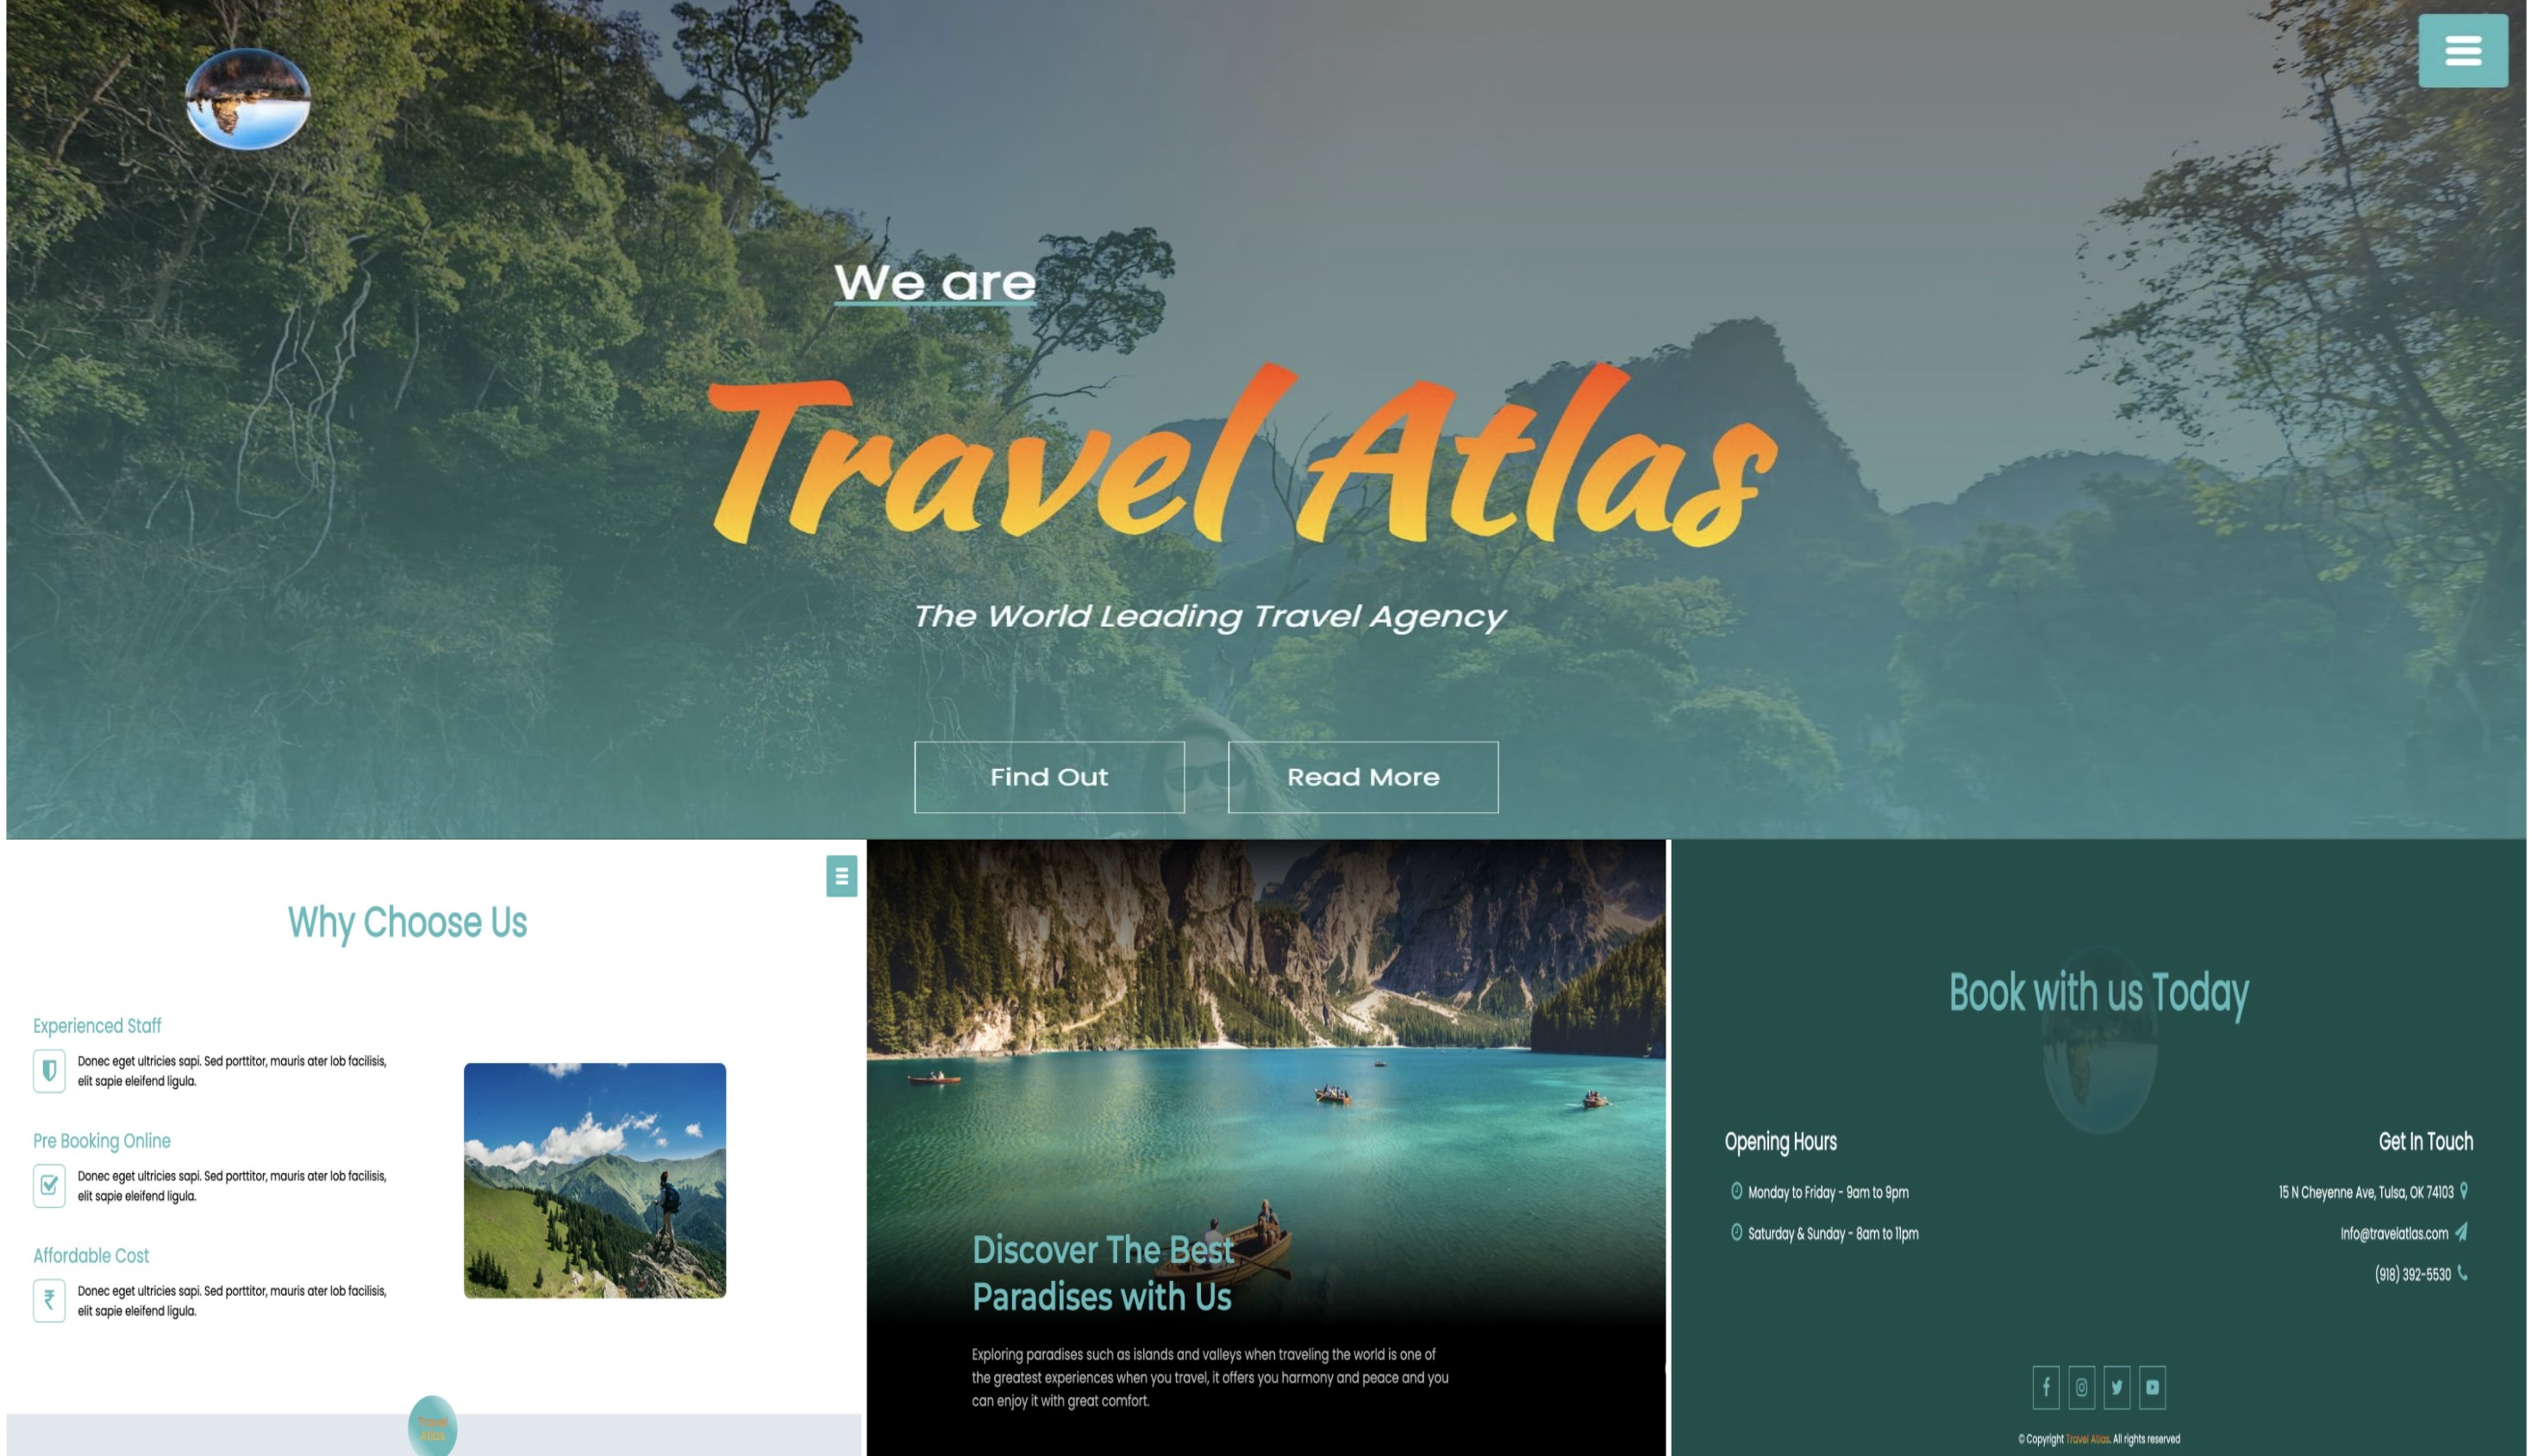 We are
Travel Atlas
The World Leading Travel Agency
Find Out
Read More
Why Choose Us
Experienced Staff
Donec eget ultricies sapi. Sed porttitor, mauris ater lob facilisis,
elit sapie eleifend ligula.
Pre Booking Online
Donec eget ultricies sapi. Sed porttitor, mauris ater lob facilisis,
elit sapie eleifend ligula.
Affordable Cost
₹
Donec eget ultricies sapi. Sed porttitor, mauris ater lob facilisis,
elit sapie eleifend ligula.
Travel
Atlas
Discover The Best
Paradises with Us
Exploring paradises such as islands and valleys when traveling the world is one of
the greatest experiences when you travel, it offers you harmony and peace and you
can enjoy it with great comfort.
Book with us Today
Opening Hours
Monday to Friday - 9am to 9pm
Saturday & Sunday - 8am to 11pm
Get In Touch
15 N Cheyenne Ave, Tulsa, OK 74103
Info@travelatlas.com
(918) 392-5530
© Copyright Travel Atlas. All rights reserved